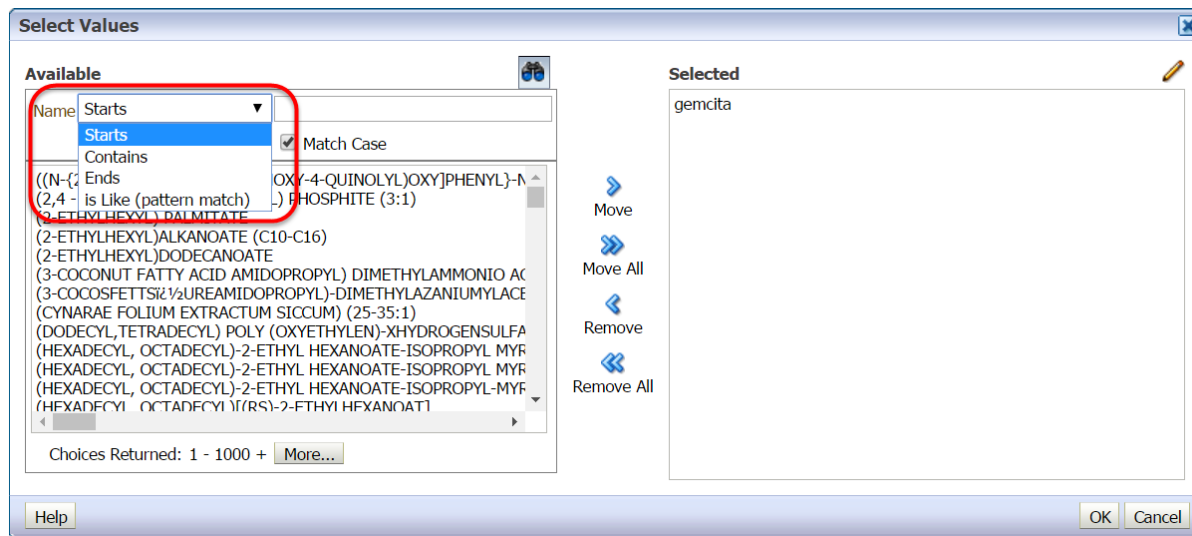 Select Values
Available
Selected
Name Starts
gemcita
Starts
Contains
Ends
is Like (pattern match)
Match Case
((N-{2 OXY-4-QUINOLYL)OXY]PHENYL}-N
(2,4 - L) PHOSPHITE (3:1)
(2-ETHYLHEXYL) PALMITATE
(2-ETHYLHEXYL)ALKANOATE (C10-C16)
(2-ETHYLHEXYL)DODECANOATE
(3-COCONUT FATTY ACID AMIDOPROPYL) DIMETHYLAMMONIO AC
(3-COCOSFETTSï¿½UREAMIDOPROPYL)-DIMETHYLAZANIUMYLACE
(CYNARAE FOLIUM EXTRACTUM SICCUM) (25-35:1)
(DODECYL,TETRADECYL) POLY (OXYETHYLEN)-XHYDROGENSULFA
(HEXADECYL, OCTADECYL)-2-ETHYL HEXANOATE-ISOPROPYL MYR
(HEXADECYL, OCTADECYL)-2-ETHYL HEXANOATE-ISOPROPYL MYR
(HEXADECYL, OCTADECYL)-2-ETHYL HEXANOATE-ISOPROPYL-MYR
(HEXADECYL, OCTADECYL)[(RS)-2-ETHYLHEXANOAT]
Move
Move All
Remove
Remove All
Choices Returned: 1 - 1000 + More...
Help
OK
Cancel